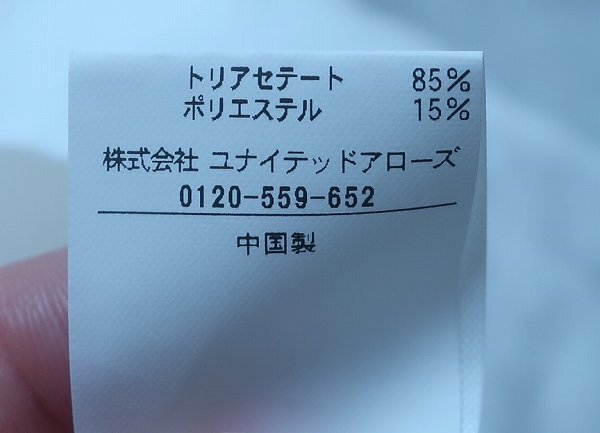 トリアセテート 85%
ポリエステル 15%
株式会社 ユナイテッドアローズ
0120-559-652
中国製